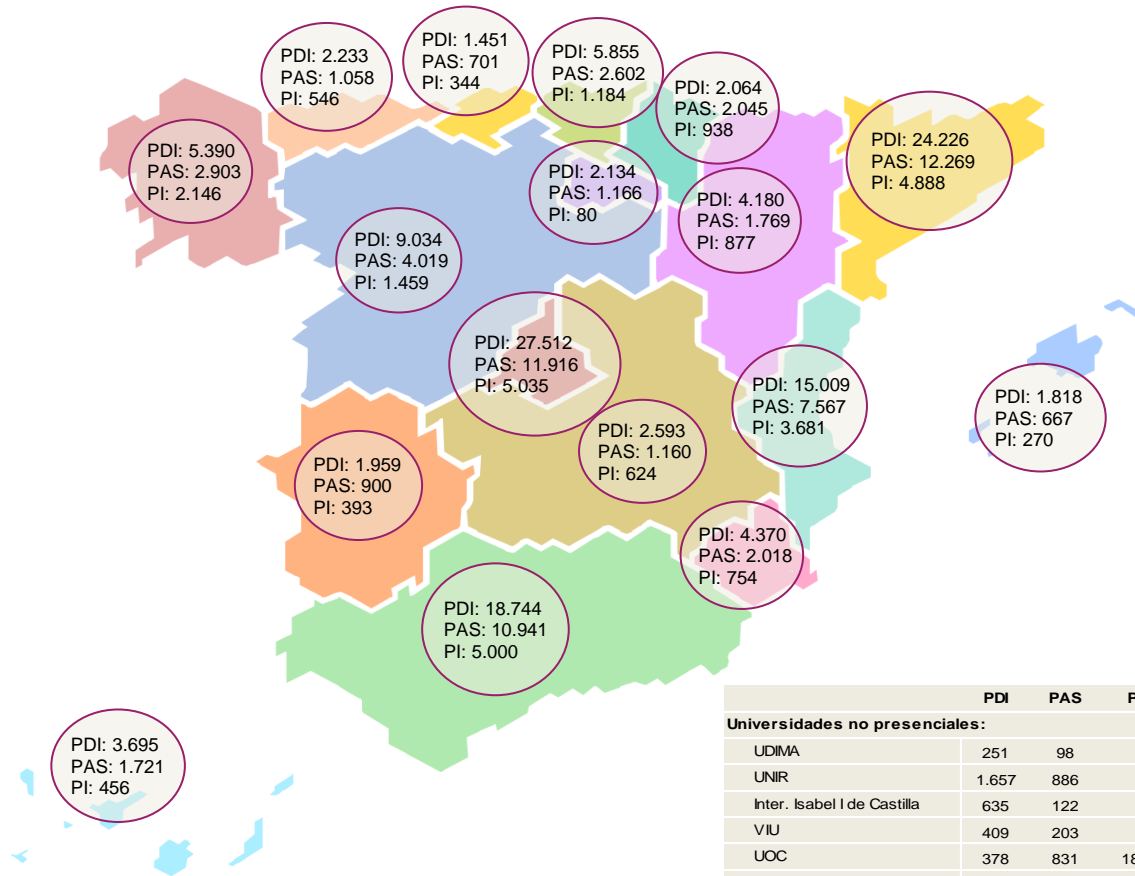 PDI: 2.233
PAS: 1.058
PI: 546
PDI: 1.451
PAS: 701
PI: 344
PDI: 5.855
PAS: 2.602
PI: 1.184
PDI: 2.064
PAS: 2.045
PI: 938
PDI: 24.226
PAS: 12.269
PI: 4.888
PDI: 5.390
PAS: 2.903
PI: 2.146
PDI: 2.134
PAS: 1.166
PI: 80
PDI: 4.180
PAS: 1.769
PI: 877
PDI: 9.034
PAS: 4.019
PI: 1.459
PDI: 27.512
PAS: 11.916
PI: 5.035
PDI: 15.009
PAS: 7.567
PI: 3.681
PDI: 1.818
PAS: 667
PI: 270
PDI: 2.593
PAS: 1.160
PI: 624
PDI: 1.959
PAS: 900
PI: 393
PDI: 4.370
PAS: 2.018
PI: 754
PDI: 18.744
PAS: 10.941
PI: 5.000
PDI: 3.695
PAS: 1.721
PI: 456
PDI PAS
Universidades no presenciales:
UDIMA 251 98
UNIR 1.657 886
Inter. Isabel I de Castilla 635 122
VIU 409 203
UOC 378 831